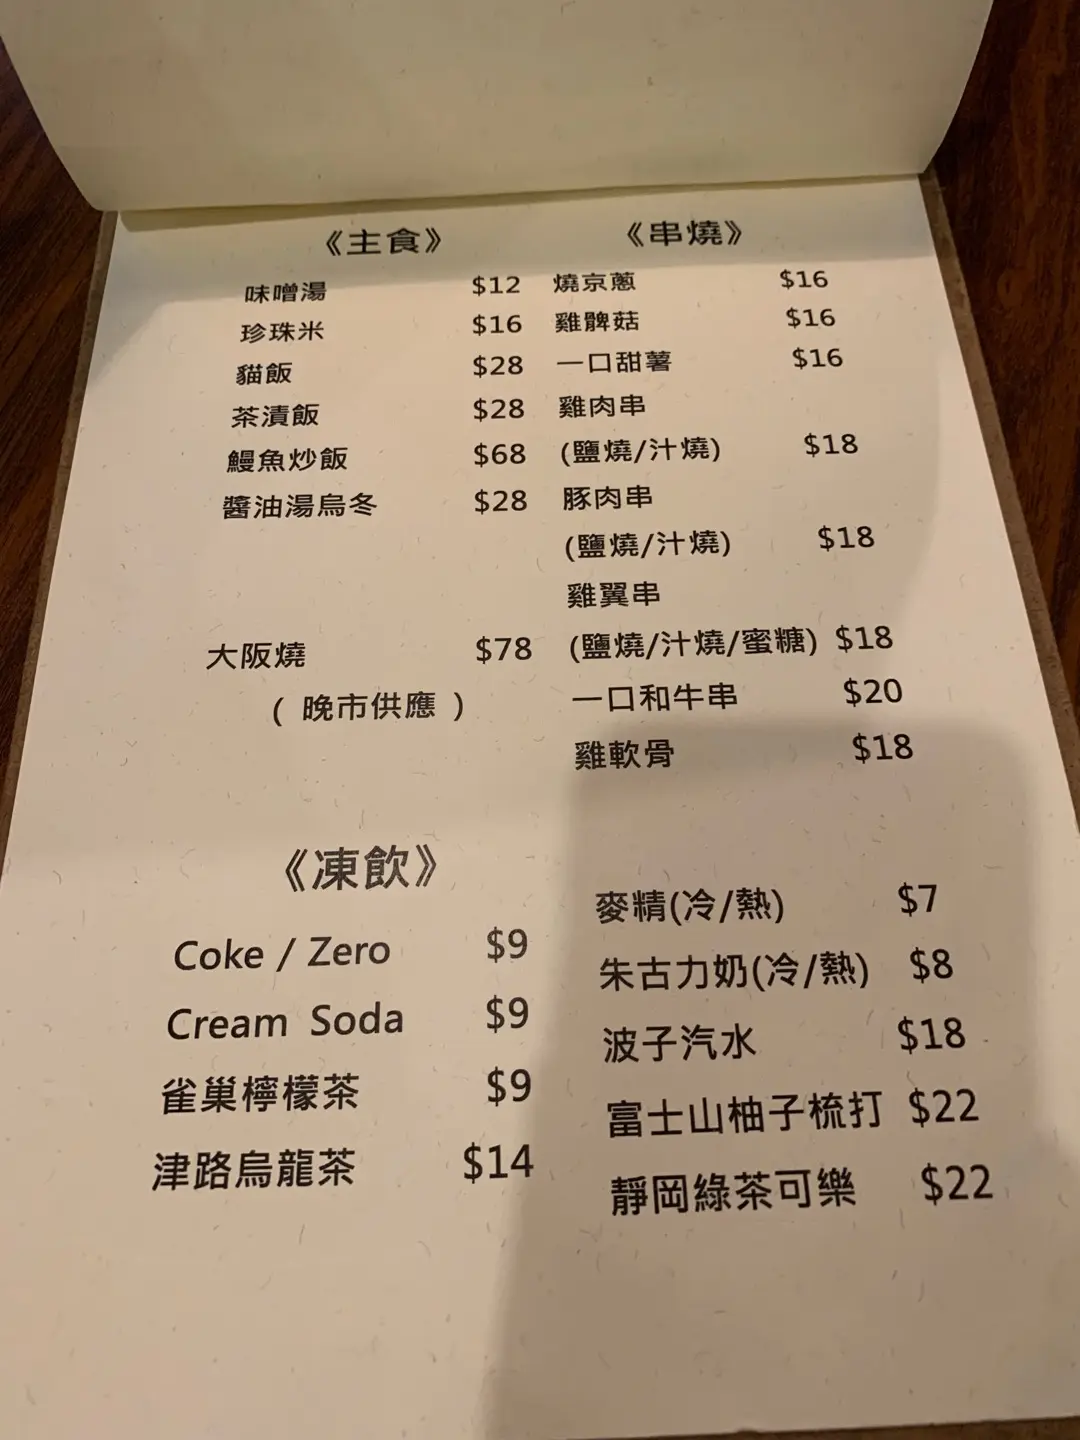 《主食》
味噌湯 $12
珍珠米 $16
貓飯 $28
茶漬飯 $28
鰻魚炒飯 $68
醬油湯烏冬 $28
大阪燒 $78
( 晚市供應 )
《串燒》
燒京蔥 $16
雞髀菇 $16
一口甜薯 $16
雞肉串
(鹽燒/汁燒) $18
豚肉串
(鹽燒/汁燒) $18
雞翼串
(鹽燒/汁燒/蜜糖) $18
一口和牛串 $20
雞軟骨 $18
《凍飲》
Coke / Zero $9
Cream Soda $9
雀巢檸檬茶 $9
津路烏龍茶 $14
麥精(冷/熱) $7
朱古力奶(冷/熱) $8
波子汽水 $18
富士山柚子梳打 $22
靜岡綠茶可樂 $22